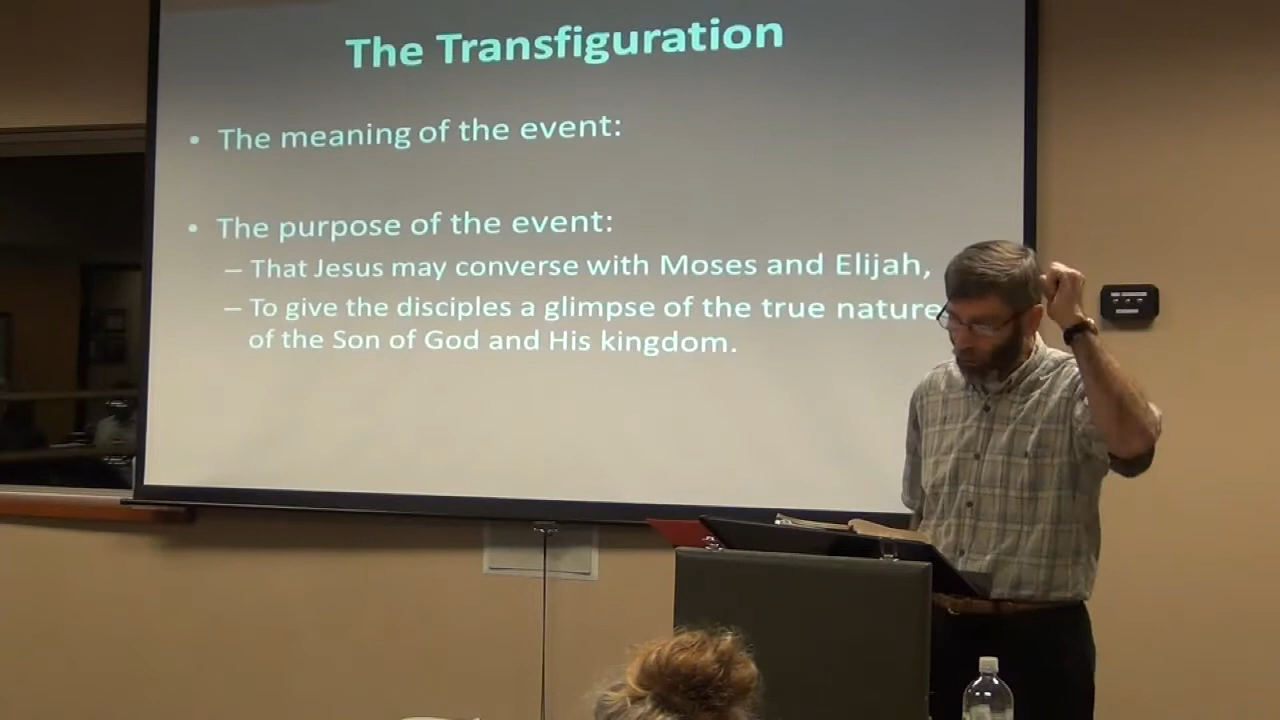 The Transfiguration
• The meaning of the event:
• The purpose of the event:
– That Jesus may converse with Moses and Elijah,
– To give the disciples a glimpse of the true nature
of the Son of God and His kingdom.